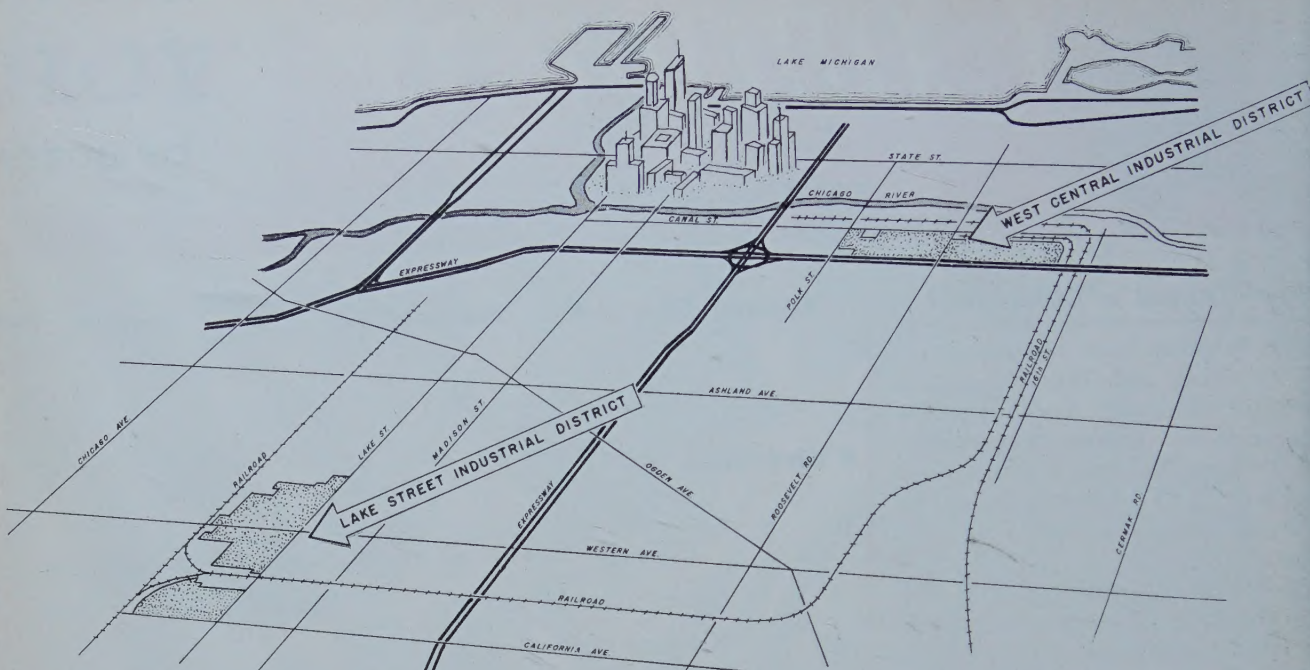 LAKE MICHIGAN
WEST CENTRAL INDUSTRIAL DISTRICT
STATE ST.
CHICAGO RIVER
CANAL ST.
EXPRESSWAY
POLK ST.
RAILROAD
16th ST.
ASHLAND AVE.
CHICAGO AVE.
LAKE ST.
MADISON ST.
LAKE STREET INDUSTRIAL DISTRICT
RAILROAD
OGDEN AVE.
ROOSEVELT RD.
EXPRESSWAY
CERMAK RD.
WESTERN AVE.
RAILROAD
CALIFORNIA AVE.